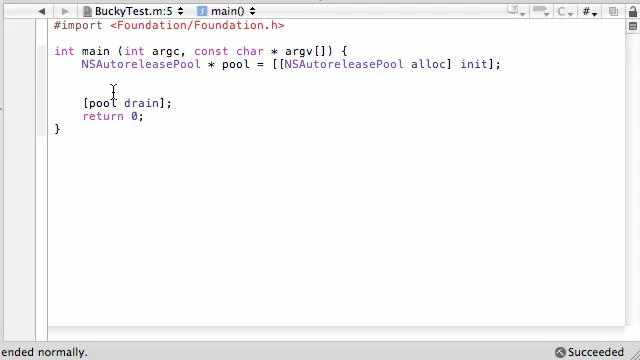 BuckyTest.m:5 main() C #
#import <Foundation/Foundation.h>
int main (int argc, const char * argv[]) {
NSAutoreleasePool * pool = [[NSAutoreleasePool alloc] init];
[pool drain];
return 0;
}
ended normally. Succeeded